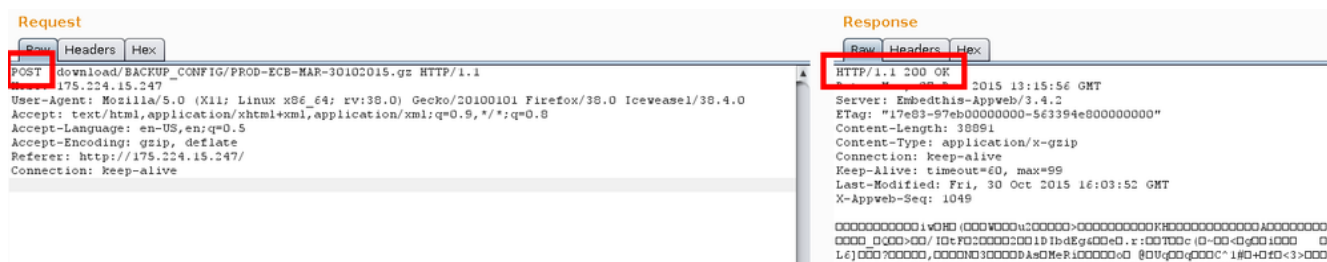 Request
Raw Headers Hex
POST /download/BACKUP_CONFIG/PROD-ECB-MAR-30102015.gz HTTP/1.1
175.224.15.247
User-Agent: Mozilla/5.0 (X11; Linux x86_64; rv:38.0) Gecko/20100101 Firefox/38.0 Iceweasel/38.4.0
Accept: text/html,application/xhtml+xml,application/xml;q=0.9,*/*;q=0.8
Accept-Language: en-US,en;q=0.5
Accept-Encoding: gzip, deflate
Referer: http://175.224.15.247/
Connection: keep-alive
Response
Raw Headers Hex
HTTP/1.1 200 OK
2015 13:15:56 GMT
Server: Embedthis-Appweb/3.4.2
ETag: "17e83-97eb00000000-563394e800000000"
Content-Length: 38891
Content-Type: application/x-gzip
Connection: keep-alive
Keep-Alive: timeout=60, max=99
Last-Modified: Fri, 30 Oct 2015 16:03:52 GMT
X-Appweb-Seq: 1049